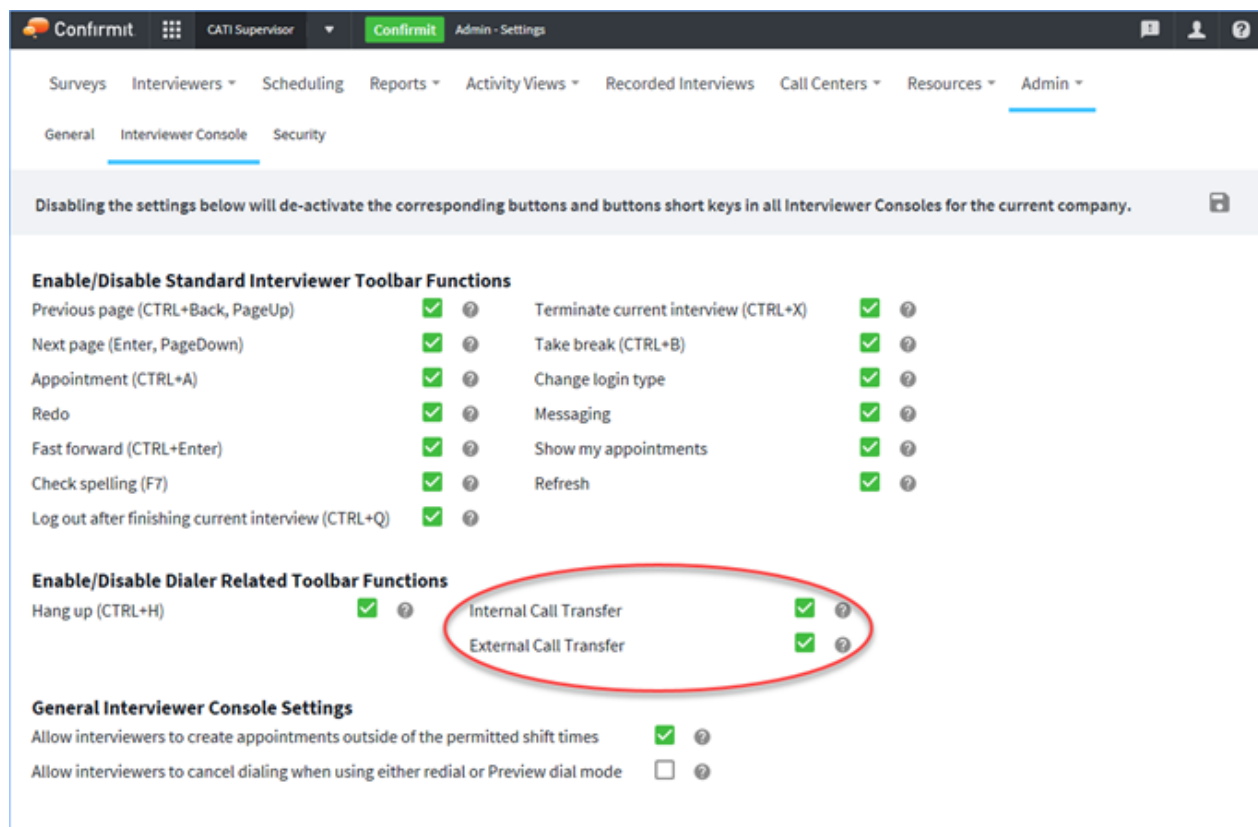 Confirmit CATI Supervisor Confirmit Admin - Settings
Surveys Interviewers Scheduling Reports Activity Views Recorded Interviews Call Centers Resources Admin
General Interviewer Console Security
Disabling the settings below will de-activate the corresponding buttons and buttons short keys in all Interviewer Consoles for the current company.
Enable/Disable Standard Interviewer Toolbar Functions
Previous page (CTRL+Back, PageUp) Terminate current interview (CTRL+X)
Next page (Enter, PageDown) Take break (CTRL+B)
Appointment (CTRL+A) Change login type
Redo Messaging
Fast forward (CTRL+Enter) Show my appointments
Check spelling (F7) Refresh
Log out after finishing current interview (CTRL+Q)
Enable/Disable Dialer Related Toolbar Functions
Hang up (CTRL+H) Internal Call Transfer
External Call Transfer
General Interviewer Console Settings
Allow interviewers to create appointments outside of the permitted shift times
Allow interviewers to cancel dialing when using either redial or Preview dial mode